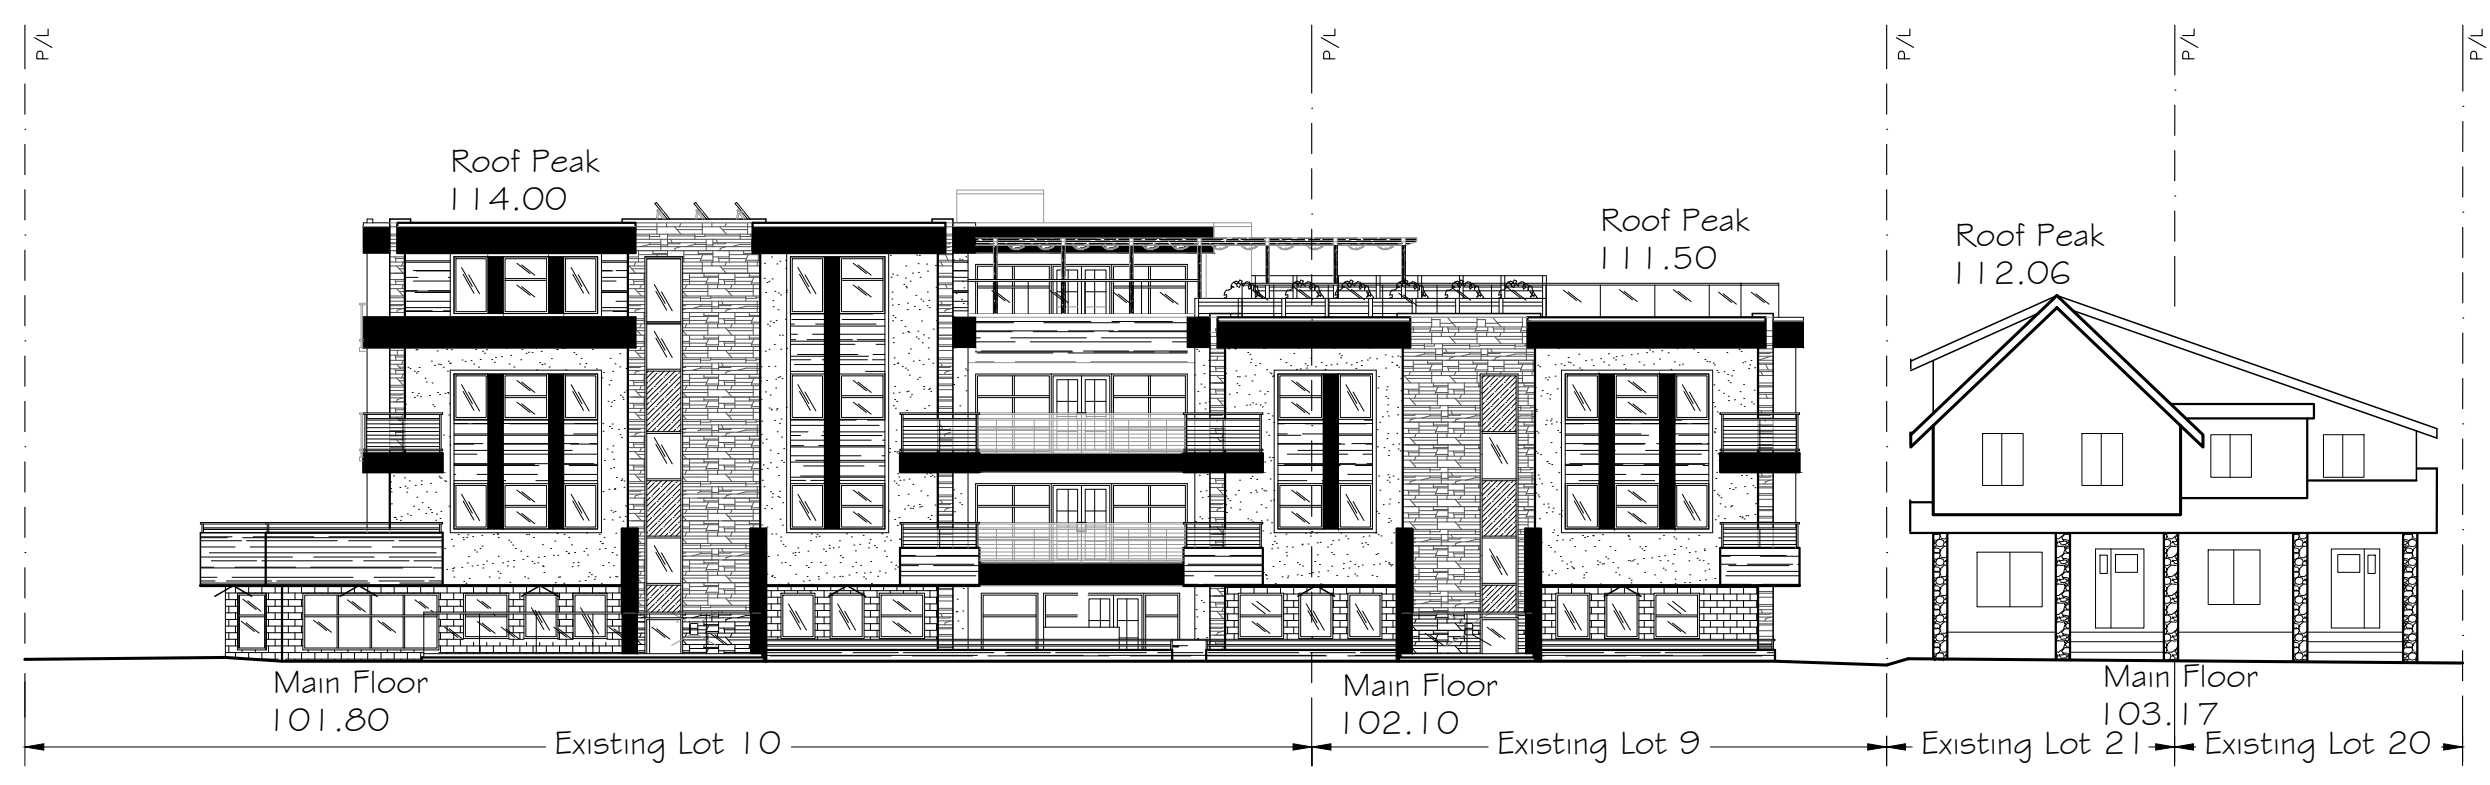 P/L
P/L
P/L
P/L
P/L
Roof Peak
114.00
Roof Peak
111.50
Roof Peak
112.06
Main Floor
101.80
Main Floor
102.10
Main Floor
103.17
Existing Lot 10
Existing Lot 9
Existing Lot 21
Existing Lot 20